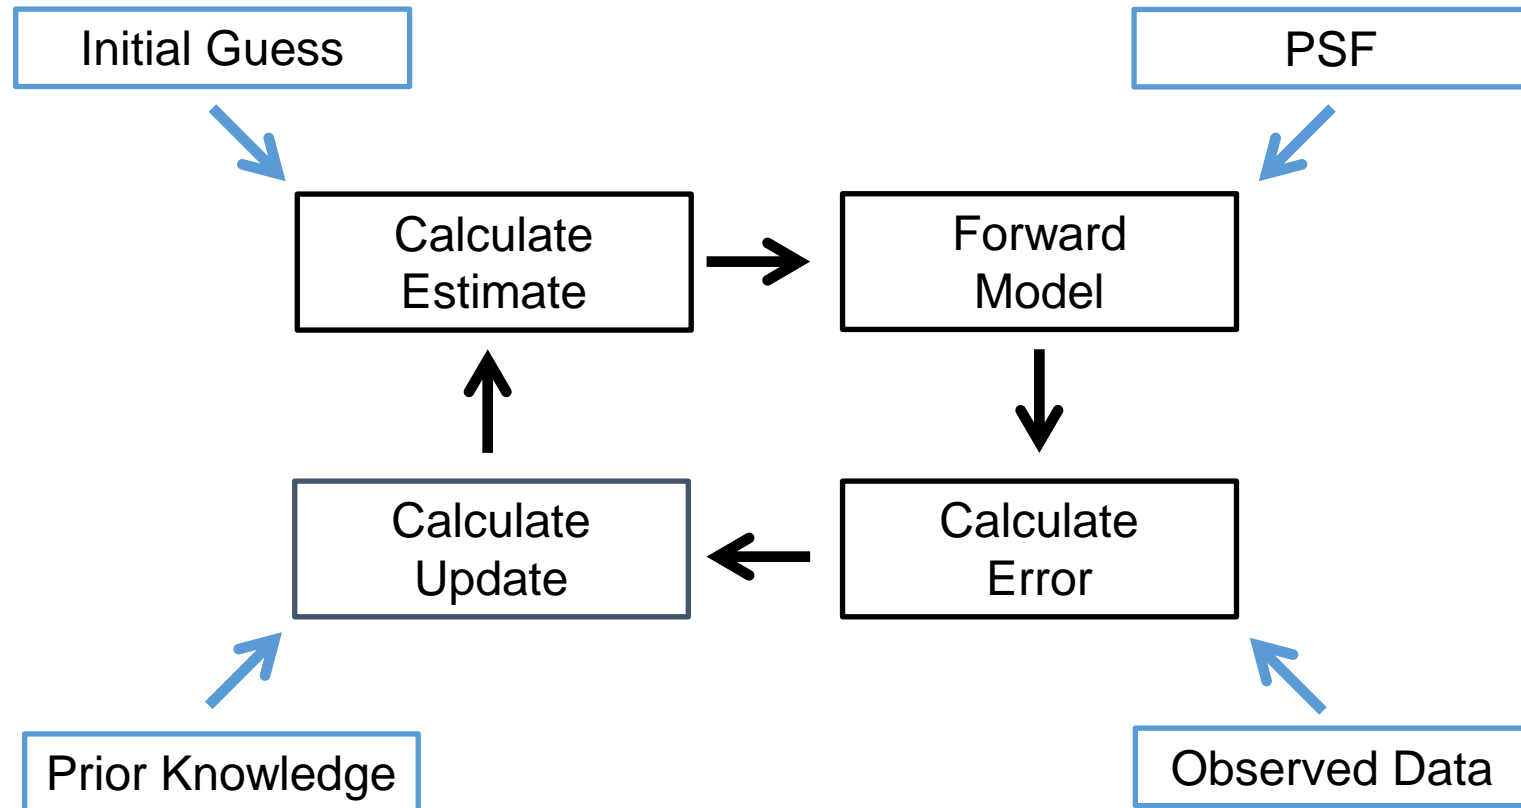 Initial Guess
PSF
Calculate
Estimate
Forward
Model
Calculate
Update
Calculate
Error
Prior Knowledge
Observed Data